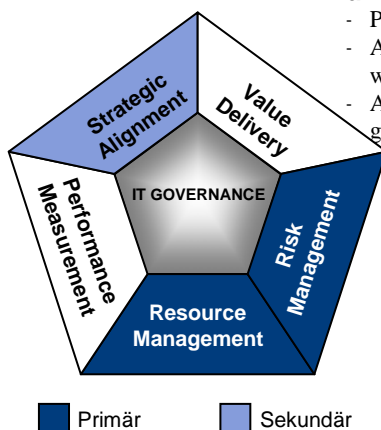 - P
- A
w
- A
g
Strategic
Alignment
Value
Delivery
IT GOVERNANCE
Performance
Measurement
Risk
Management
Resource
Management
Primär
Sekundär